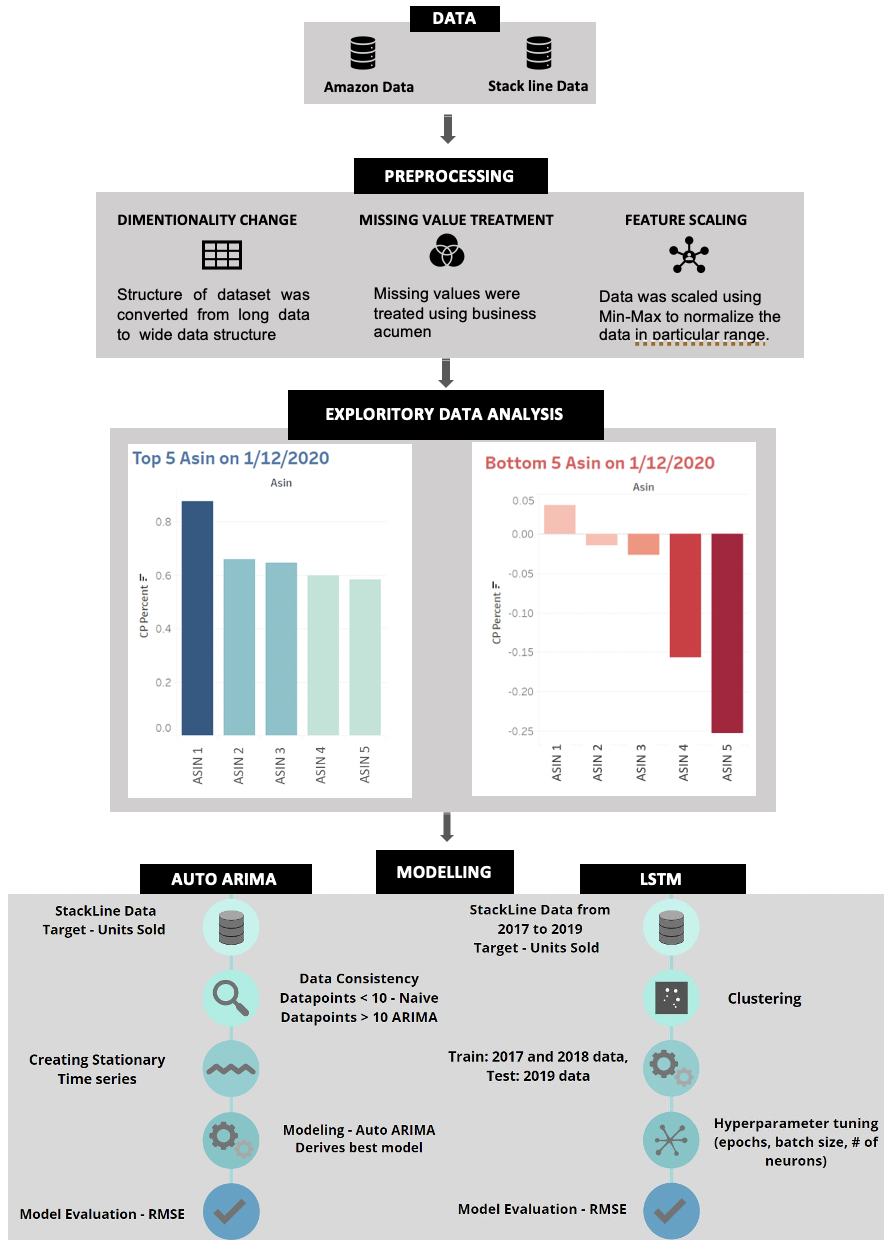 DATA
Amazon Data
Stack line Data
PREPROCESSING
DIMENTIONALITY CHANGE
Structure of dataset was
converted from long data
to wide data structure
MISSING VALUE TREATMENT
Missing values were
treated using business
acumen
FEATURE SCALING
Data was scaled using
Min-Max to normalize the
data in particular range.
EXPLORITORY DATA ANALYSIS
Top 5 Asin on 1/12/2020
Asin
CP Percent
0.8
0.6
0.4
0.2
0.0
ASIN 1
ASIN 2
ASIN 3
ASIN 4
ASIN 5
Bottom 5 Asin on 1/12/2020
Asin
CP Percent
0.05
0.00
-0.05
-0.10
-0.15
-0.20
-0.25
ASIN 1
ASIN 2
ASIN 3
ASIN 4
ASIN 5
MODELLING
AUTO ARIMA
StackLine Data
Target - Units Sold
Data Consistency
Datapoints < 10 - Naive
Datapoints > 10 ARIMA
Creating Stationary
Time series
Modeling - Auto ARIMA
Derives best model
Model Evaluation - RMSE
LSTM
StackLine Data from
2017 to 2019
Target - Units Sold
Clustering
Train: 2017 and 2018 data,
Test: 2019 data
Hyperparameter tuning
(epochs, batch size, # of
neurons)
Model Evaluation - RMSE